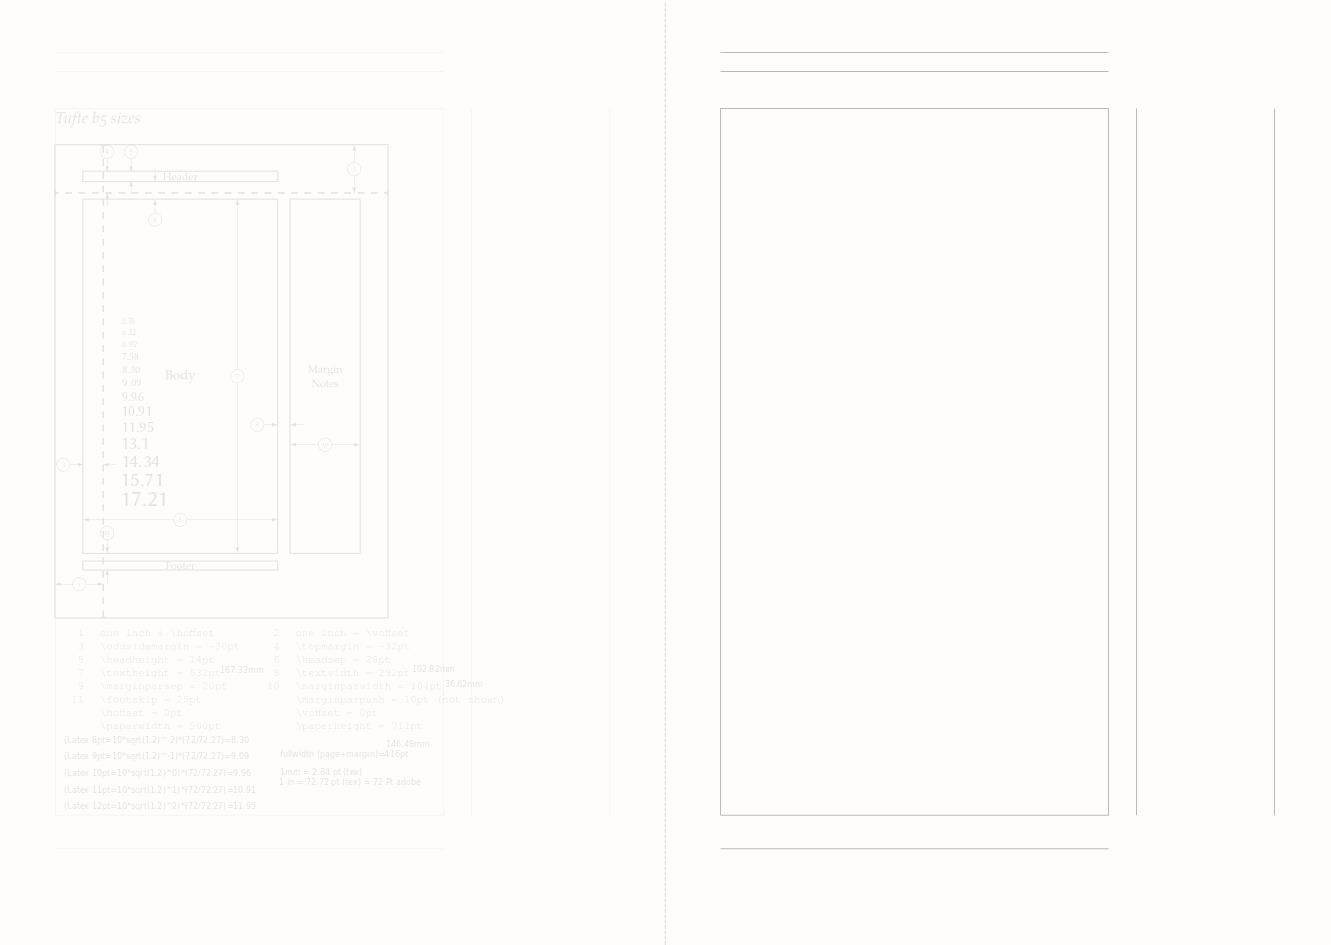 Tufte b5 sizes
Header
8.30
7.58
9.09
Body
Margin
Notes
9.96
10.91
11.95
13.1
14.34
15.71
17.21
Footer
1 one inch + \hoffset 2 one inch + \voffset
3 \oddsidemargin = -30pt 4 \topmargin = -32pt
5 \headheight = 14pt 6 \headsep = 28pt
7 \textheight = 532pt 187,32mm 8 \textwidth = 292pt 102.82mm
9 \marginparsep = 20pt 10 \marginparwidth = 104pt 36,62mm
11 \footskip = 25pt \marginparpush = 10pt (not shown)
\hoffset = 0pt \voffset = 0pt
\paperwidth = 500pt \paperheight = 711pt
(Latex 8pt=10*sqrt(1.2)^-2)*(72/72.27)=8.30
146,48mm
(Latex 9pt=10*sqrt(1.2)^-1)*(72/72.27)=9.09
fullwidth (page+margin)=416pt
(Latex 10pt=10*sqrt(1.2)^0)*(72/72.27)=9.96
1mm = 2.84 pt (tex)
1 in = 72.72 pt (tex) = 72 Pt adobe
(Latex 11pt=10*sqrt(1.2)^1)*(72/72.27)=10.91
(Latex 12pt=10*sqrt(1.2)^2)*(72/72.27)=11.95